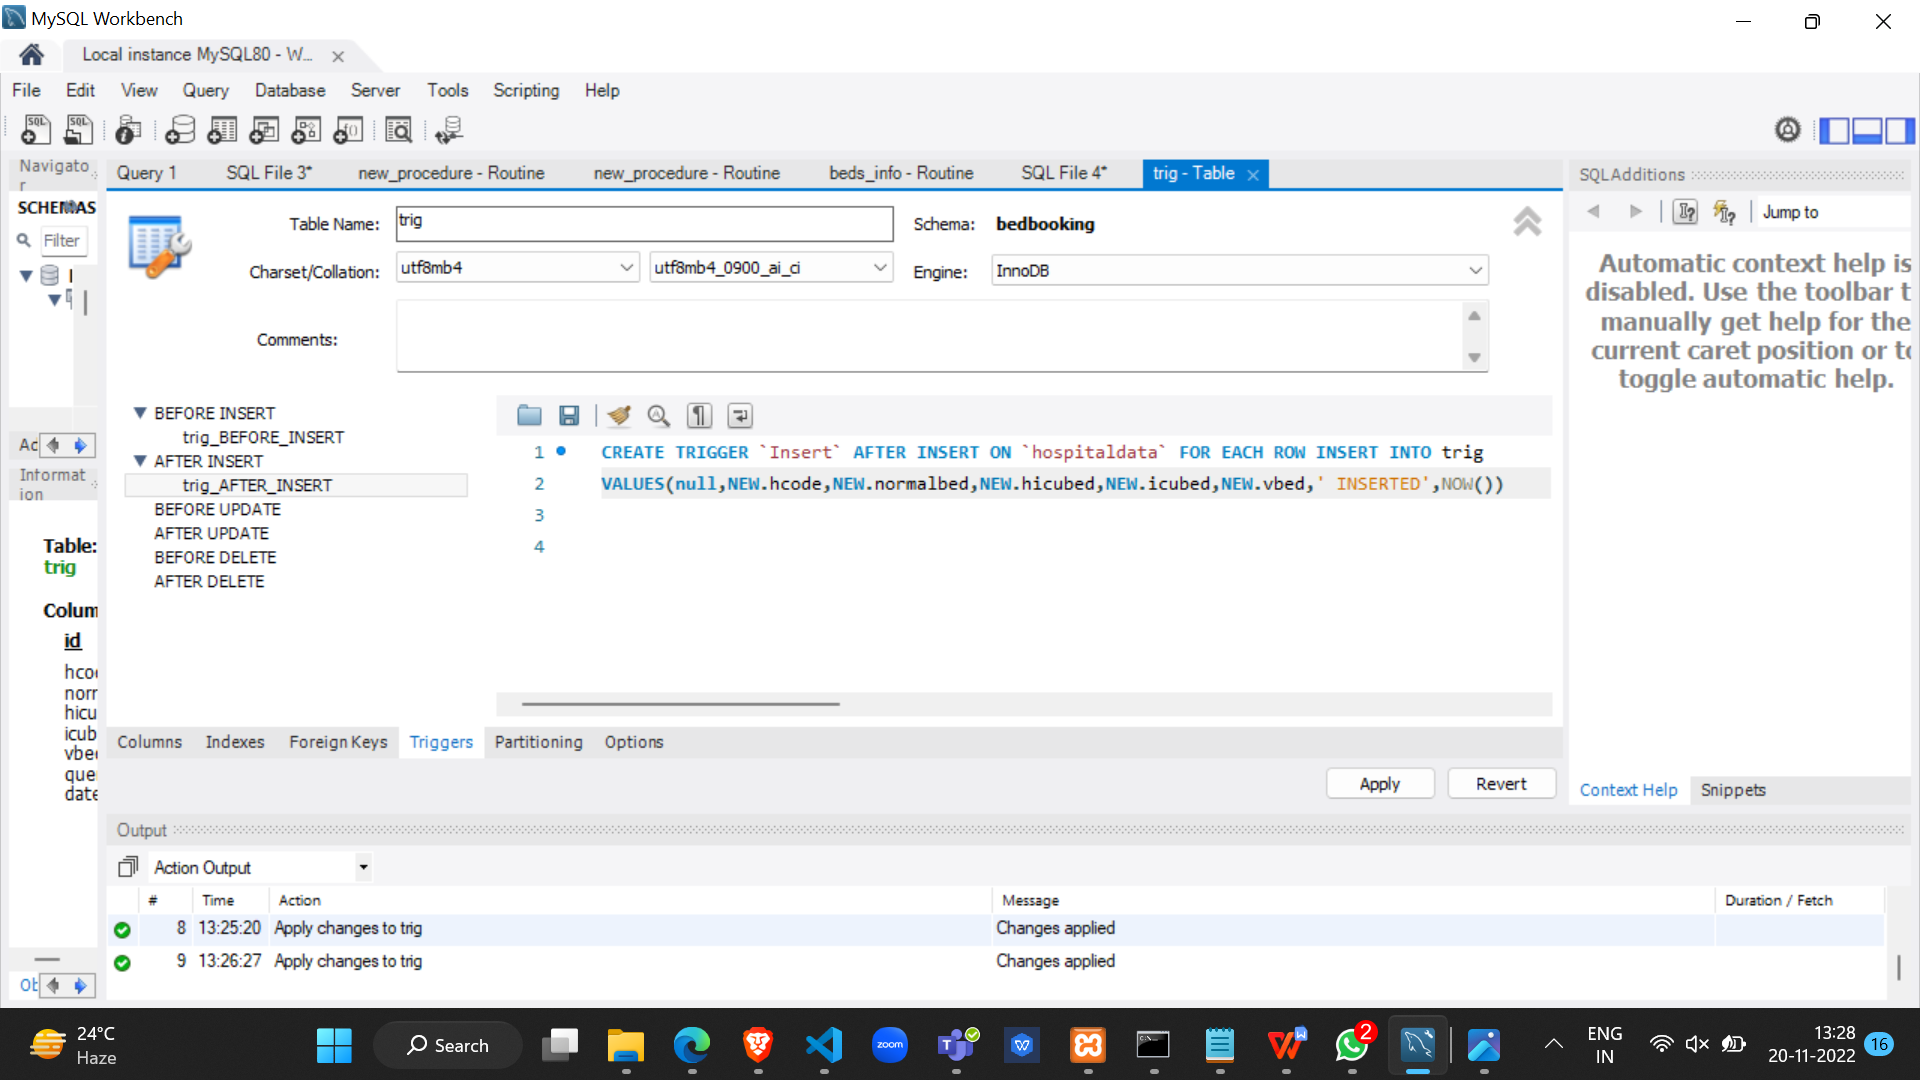 MySQL Workbench
Local instance MySQL80 - W...
File Edit View Query Database Server Tools Scripting Help
Navigato
r
Query 1 SQL File 3* new_procedure - Routine new_procedure - Routine beds_info - Routine SQL File 4* trig - Table
SQLAdditions
SCHEMAS
Filter
Table Name: trig
Schema: bedbooking
Jump to
Charset/Collation: utf8mb4 utf8mb4_0900_ai_ci
Engine: InnoDB
Comments:
Automatic context help is
disabled. Use the toolbar t
manually get help for the
current caret position or to
toggle automatic help.
BEFORE INSERT
trig_BEFORE_INSERT
AFTER INSERT
trig_AFTER_INSERT
BEFORE UPDATE
AFTER UPDATE
BEFORE DELETE
AFTER DELETE
1 CREATE TRIGGER `Insert` AFTER INSERT ON `hospitaldata` FOR EACH ROW INSERT INTO trig
2 VALUES(null,NEW.hcode,NEW.normalbed,NEW.hicubed,NEW.icubed,NEW.vbed,' INSERTED',NOW())
3
4
Ac
Informat
ion
Table:
trig
Colum
id
hco
norr
hicu
icub
vbe
que
date
Columns Indexes Foreign Keys Triggers Partitioning Options
Apply Revert
Context Help Snippets
Output
Action Output
# Time Action Message Duration / Fetch
8 13:25:20 Apply changes to trig Changes applied
9 13:26:27 Apply changes to trig Changes applied
Ob
24°C
Haze
Search
zoom
2
ENG
IN
13:28
20-11-2022
16